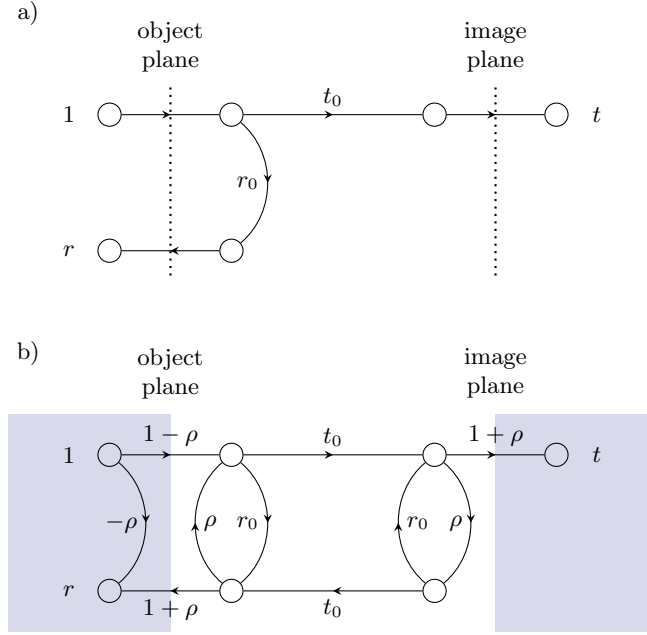 a)
object
plane
image
plane
1
t₀
t
r₀
r
b)
object
plane
image
plane
1
1 − ρ
t₀
1 + ρ
t
−ρ
ρ
r₀
r₀
ρ
r
1 + ρ
t₀